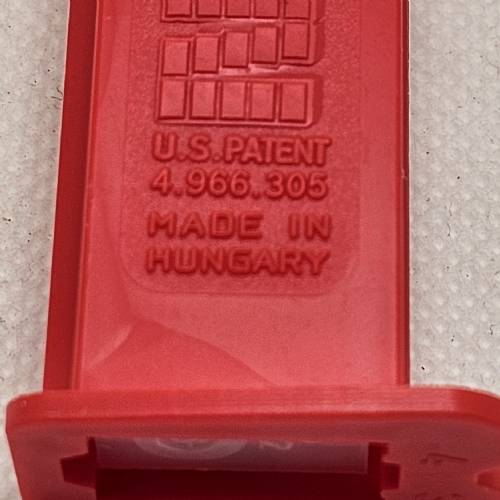 U.S. PATENT
4.966.305
MADE IN
HUNGARY